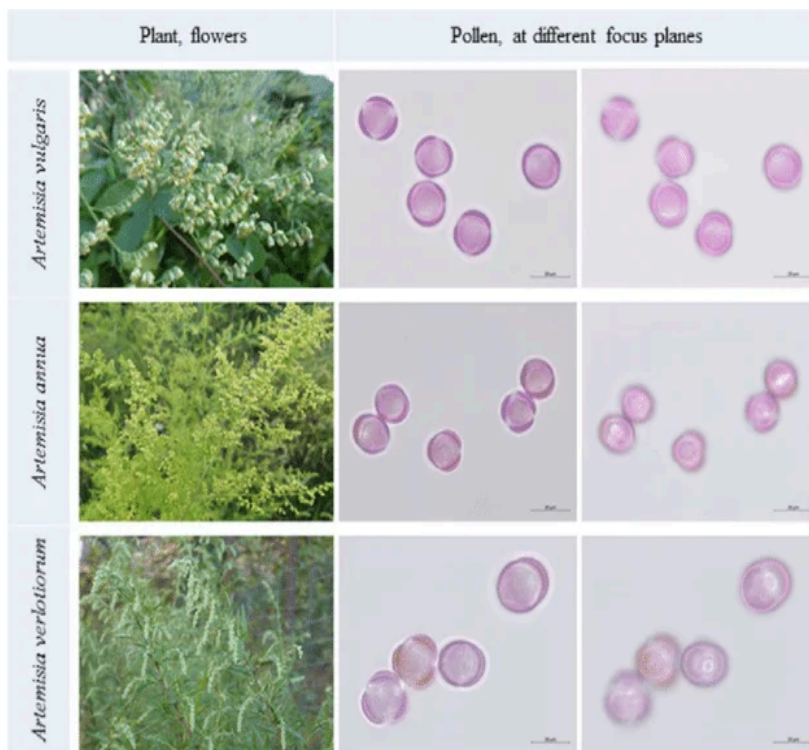 Plant, flowers
Pollen, at different focus planes
Artemisia vulgaris
Artemisia annua
Artemisia verlotiorum